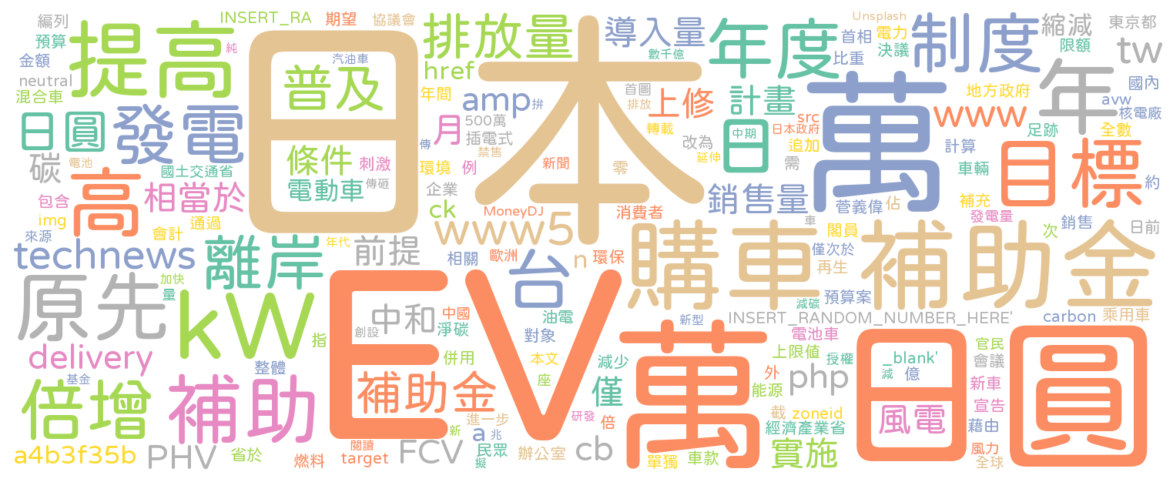 編列
INSERT_RA
期望
協議會
Unsplash
電力
東京都
預算
提高
排放量
導入量
年度
首相
決議
制度
縮減
限額
tw
金額
純
汽油車
數千億
比重
neutral
混合車
普及
href
年間
首圖
排放
上修
計畫
地方政府
年
國內
avw
核電廠
日圓
發電
日本
amp
拚
500萬
插電式
月
轉載
改為
src
日本政府
追加
萬
www
足跡
全數
日
中期
延伸
計算
目標
碳
電池
國土交通省
條件
電動車
刺激
傳砸
傳
禁售
環境
例
新聞
零
需
車輛
約
包含
高
相當於
企業
銷售量
菅義偉
佔
補充
發電量
銷售
img
通過
ck
MoneyDJ
消費者
車
閣員
次
日前
來源
會計
年代
www5
technews
離岸
前提
相關
歐洲
n
環保
購車補助金
僅次於
再生
加快
量
台
減碳
預算案
原先
kW
EV
中和
中國
創設
淨碳
油電
對象
新型
INSERT_RANDOM_NUMBER_HERE'
carbon
乘用車
指
delivery
整體
併用
本文
減少
萬
電池車
上限值
授權
日圓
_blank'
減
億
官民
會議
基金
倍增
補助
補助金
座
僅
外
能源
php
風電
新車
宣告
進一步
研發
倍
截
zoneid
藉由
a4b3f35b
PHV
省於
燃料
閱讀
target
FCV
新
a
兆
民眾
擬
辦公室
cb
單獨
車款
經濟產業省
實施
風力
全球